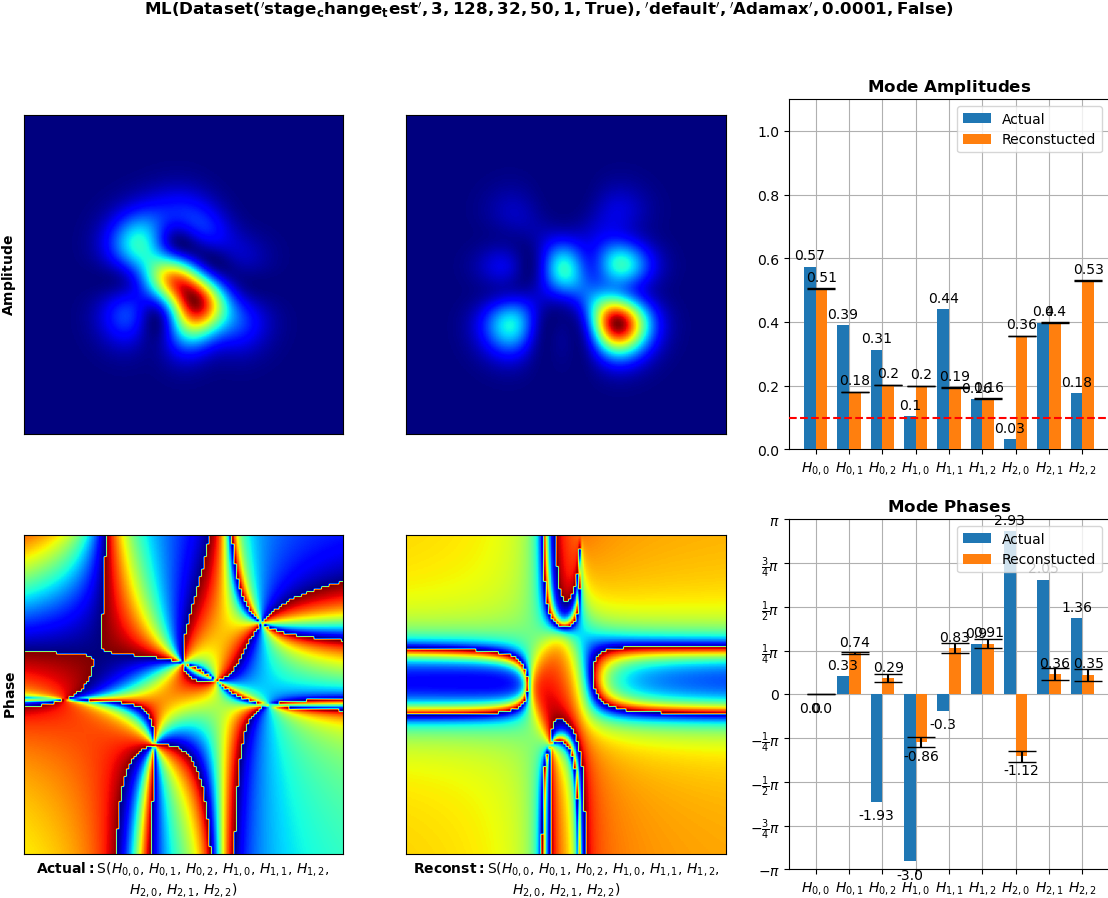 ML(Dataset('stage_change_test', 3, 128, 32, 50, 1, True), 'default', 'Adamax', 0.0001, False)
Amplitude
Mode Amplitudes
Actual
Reconstucted
1.0
0.8
0.6
0.4
0.2
0.0
0.57
0.51
0.39
0.18
0.31
0.2
0.1
0.2
0.44
0.19
0.16
0.16
0.03
0.36
0.4
0.4
0.18
0.53
H0,0 H0,1 H0,2 H1,0 H1,1 H1,2 H2,0 H2,1 H2,2
Phase
Actual: S(H0,0, H0,1, H0,2, H1,0, H1,1, H1,2,
H2,0, H2,1, H2,2)
Reconst: S(H0,0, H0,1, H0,2, H1,0, H1,1, H1,2,
H2,0, H2,1, H2,2)
Mode Phases
Actual
Reconstucted
π
3/4π
1/2π
1/4π
0
−1/4π
−1/2π
−3/4π
−π
0.0
0.0
0.33
0.74
-1.93
0.29
-3.0
-0.86
-0.3
0.83
0.91
2.93
-1.12
2.05
0.36
1.36
0.35
H0,0 H0,1 H0,2 H1,0 H1,1 H1,2 H2,0 H2,1 H2,2